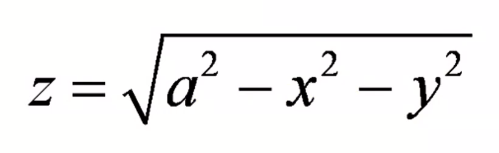 z = √(a² − x² − y²)